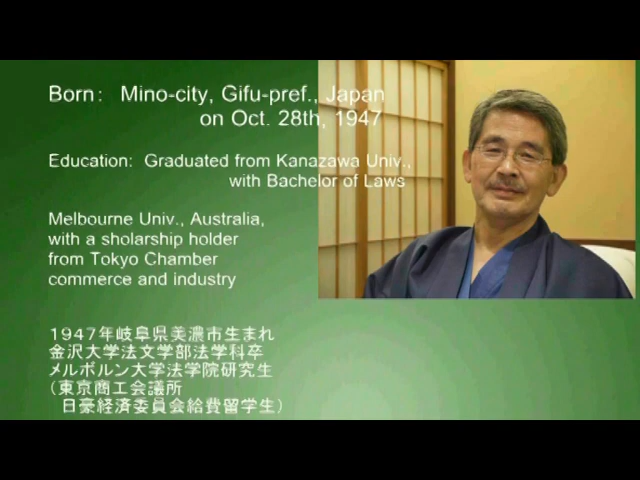 Born: Mino-city, Gifu-pref., Japan
on Oct. 28th, 1947
Education: Graduated from Kanazawa Univ.,
with Bachelor of Laws
Melbourne Univ., Australia,
with a sholarship holder
from Tokyo Chamber
commerce and industry
1947年岐阜県美濃市生まれ
金沢大学法文学部法学科卒
メルボルン大学法学院研究生
(東京商工会議所
日豪経済委員会給費留学生)